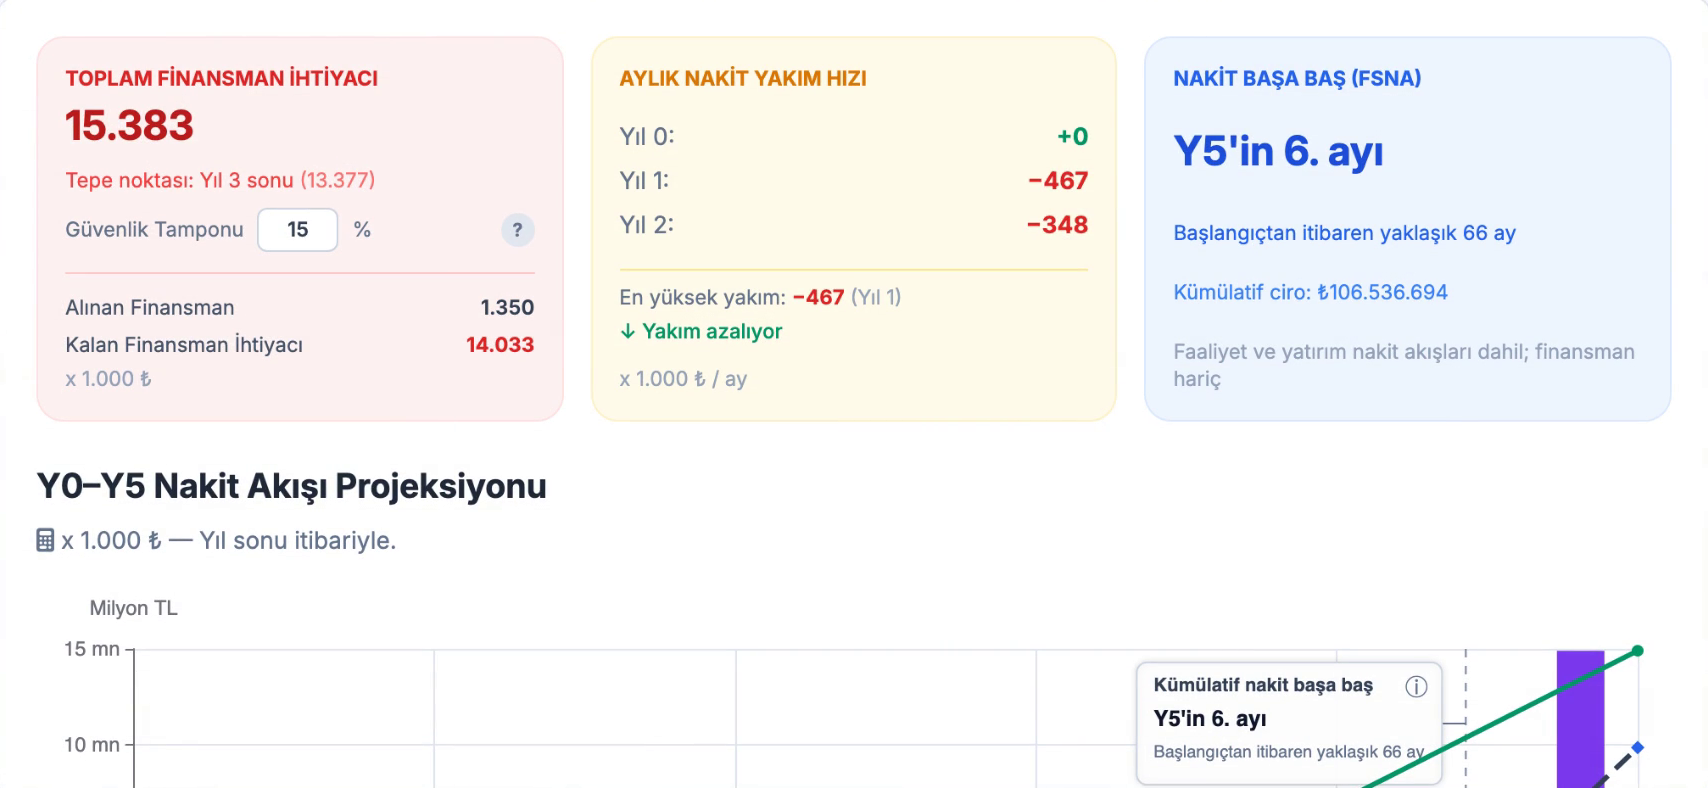 TOPLAM FİNANSMAN İHTİYACI
15.383
Tepe noktası: Yıl 3 sonu (13.377)
Güvenlik Tamponu 15 % ?
Alınan Finansman 1.350
Kalan Finansman İhtiyacı 14.033
x 1.000 ₺
AYLIK NAKİT YAKIM HIZI
Yıl 0: +0
Yıl 1: −467
Yıl 2: −348
En yüksek yakım: −467 (Yıl 1)
↓ Yakım azalıyor
x 1.000 ₺ / ay
NAKİT BAŞA BAŞ (FSNA)
Y5'in 6. ayı
Başlangıçtan itibaren yaklaşık 66 ay
Kümülatif ciro: ₺106.536.694
Faaliyet ve yatırım nakit akışları dahil; finansman
hariç
Y0–Y5 Nakit Akışı Projeksiyonu
x 1.000 ₺ — Yıl sonu itibariyle.
Milyon TL
15 mn
10 mn
Kümülatif nakit başa baş ⓘ
Y5'in 6. ayı
Başlangıçtan itibaren yaklaşık 66 ay